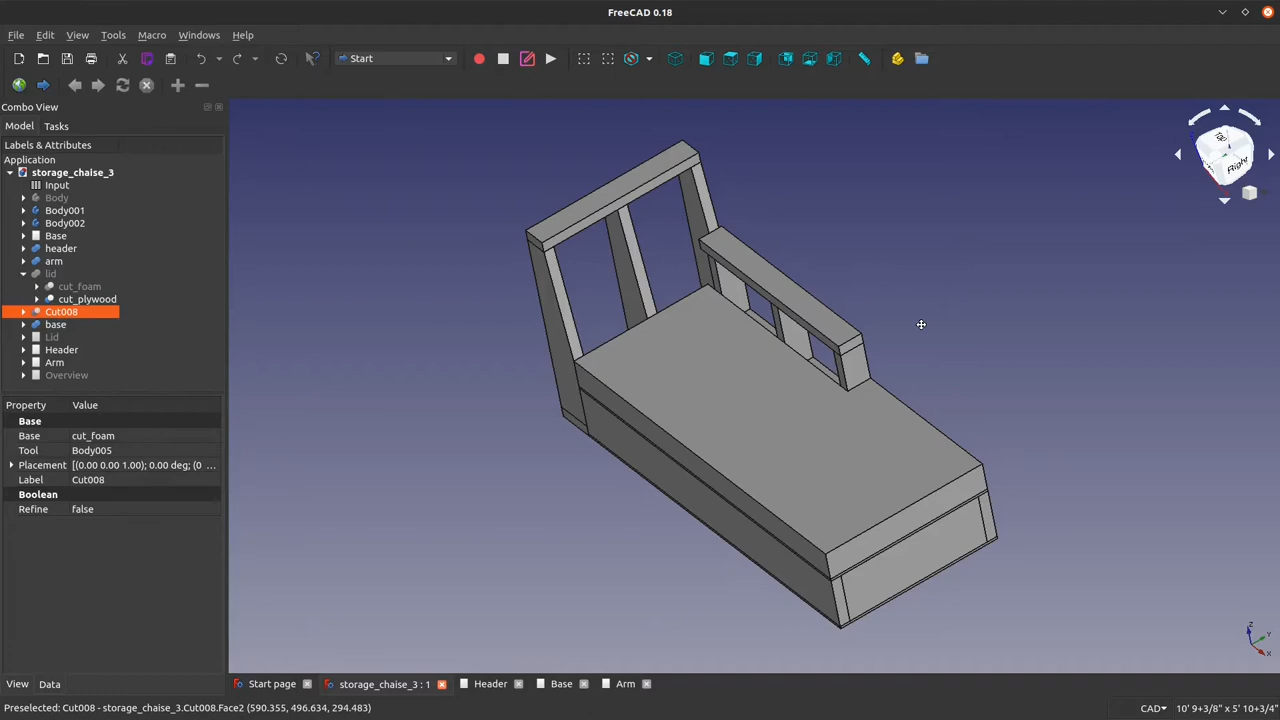 FreeCAD 0.18
File Edit View Tools Macro Windows Help
Start
Combo View
Model Tasks
Labels & Attributes
Application
storage_chaise_3
Input
Body
Body001
Body002
Base
header
arm
lid
cut_foam
cut_plywood
Cut008
base
Lid
Header
Arm
Overview
Property Value
Base
Base cut_foam
Tool Body005
Placement [(0.00 0.00 1.00); 0.00 deg; (0 ...
Label Cut008
Boolean
Refine false
View Data
Start page storage_chaise_3 : 1 Header Base Arm
Preselected: Cut008 - storage_chaise_3.Cut008.Face2 (590.355, 496.634, 294.483) CAD 10' 9+3/8" x 5' 10+3/4"
Top
Right
Z
Y
X